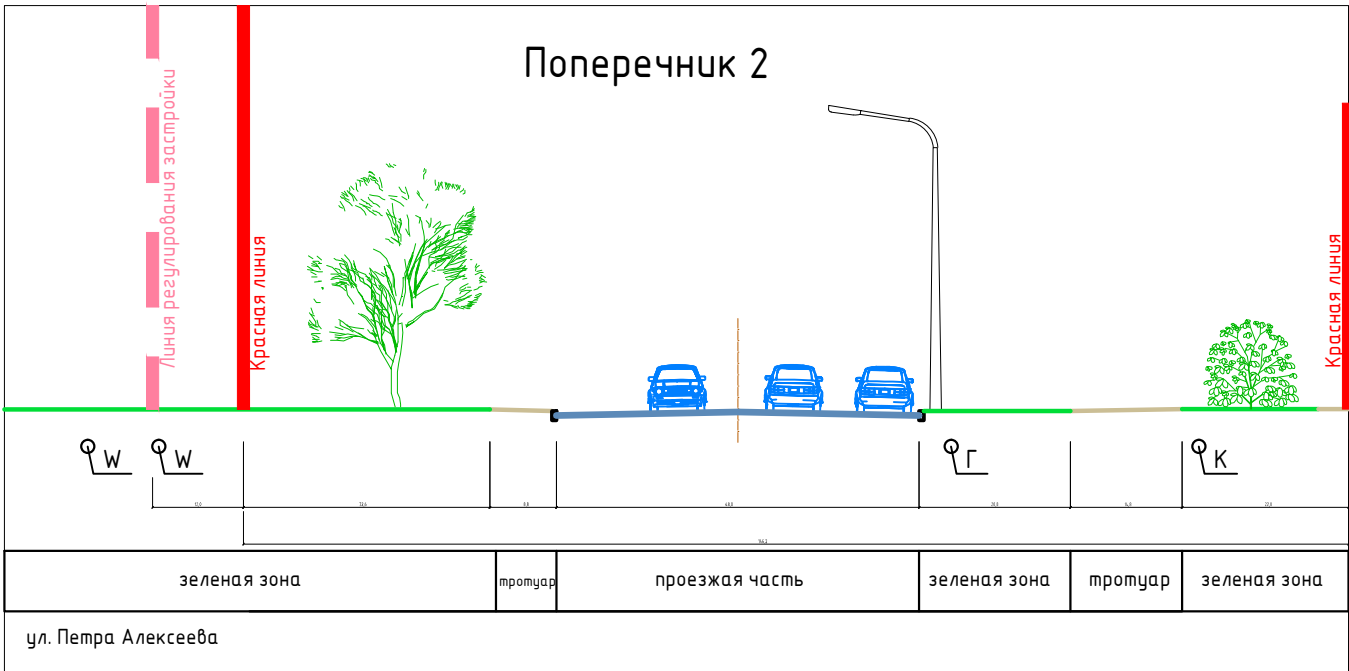 Поперечник 2
Линия регулирования застройки
Красная линия
Красная линия
W
W
Г
К
зеленая зона
тротуар
проезжая часть
зеленая зона
тротуар
зеленая зона
ул. Петра Алексеева